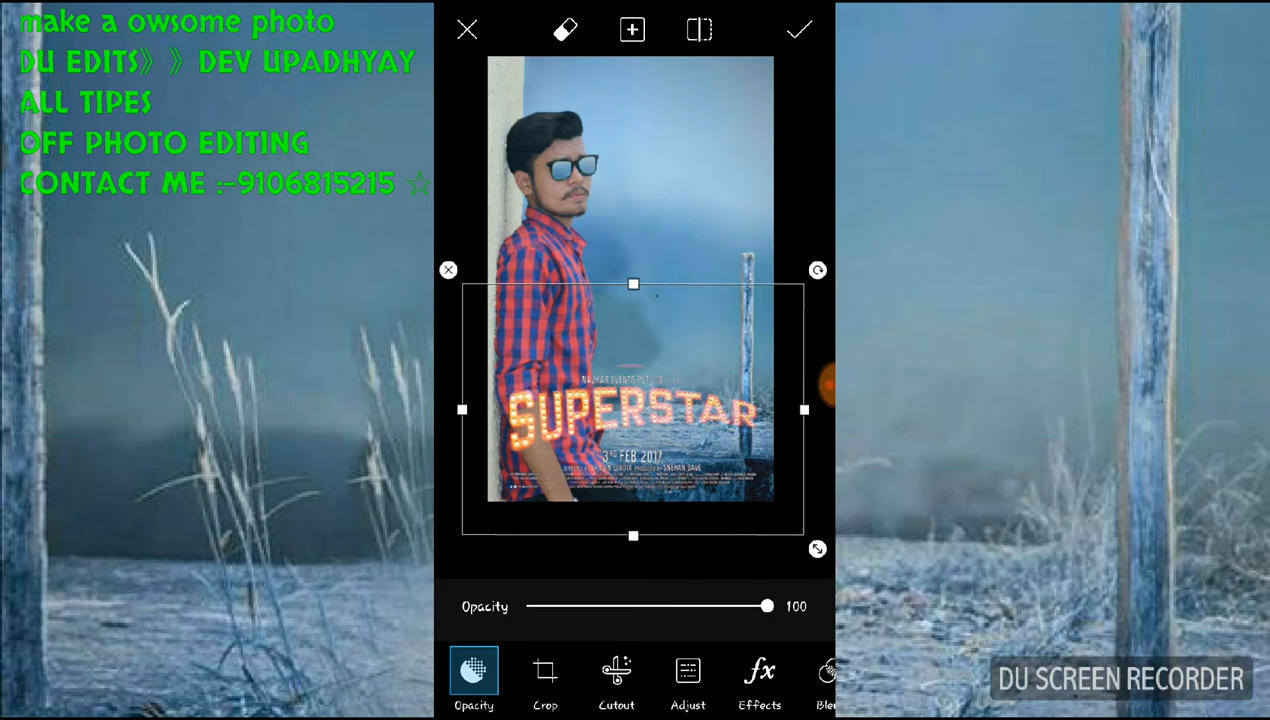 make a owsome photo
DU EDITS》 》 DEV UPADHYAY
ALL TIPES
OFF PHOTO EDITING
CONTACT ME :-9106815215 ☆
SUPERSTAR
3RD FEB 2017
Opacity 100
Opacity Crop Cutout Adjust Effects Ble
DU SCREEN RECORDER